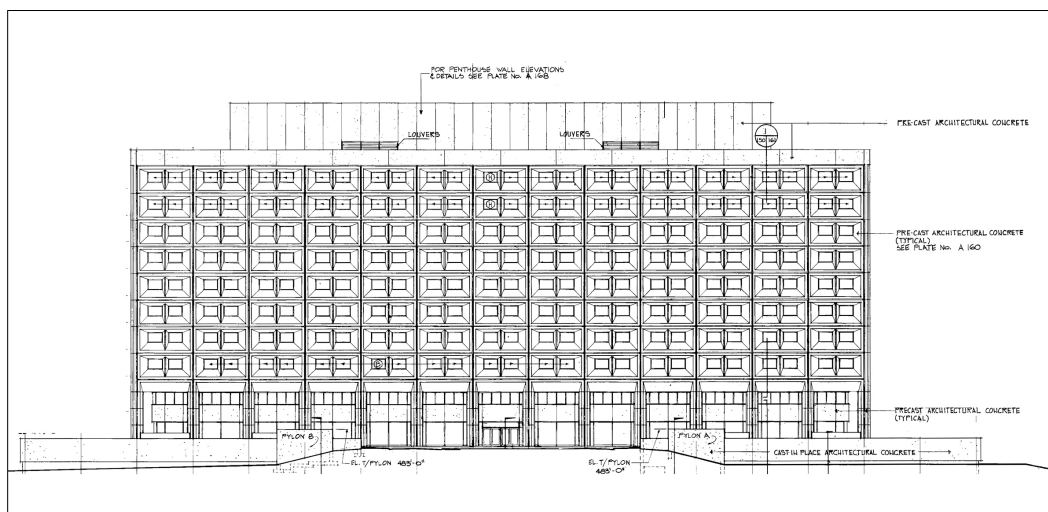 FOR PENTHOUSE WALL ELEVATIONS
& DETAILS SEE PLATE No. A 168
LOUVERS
LOUVERS
PRE-CAST ARCHITECTURAL CONCRETE
PRE-CAST ARCHITECTURAL CONCRETE
(TYPICAL)
SEE PLATE No. A 160
PRECAST ARCHITECTURAL CONCRETE
(TYPICAL)
PYLON B
PYLON A
CAST IN PLACE ARCHITECTURAL CONCRETE
EL. T/PYLON 483'-0"
EL. T/PYLON
483'-0"